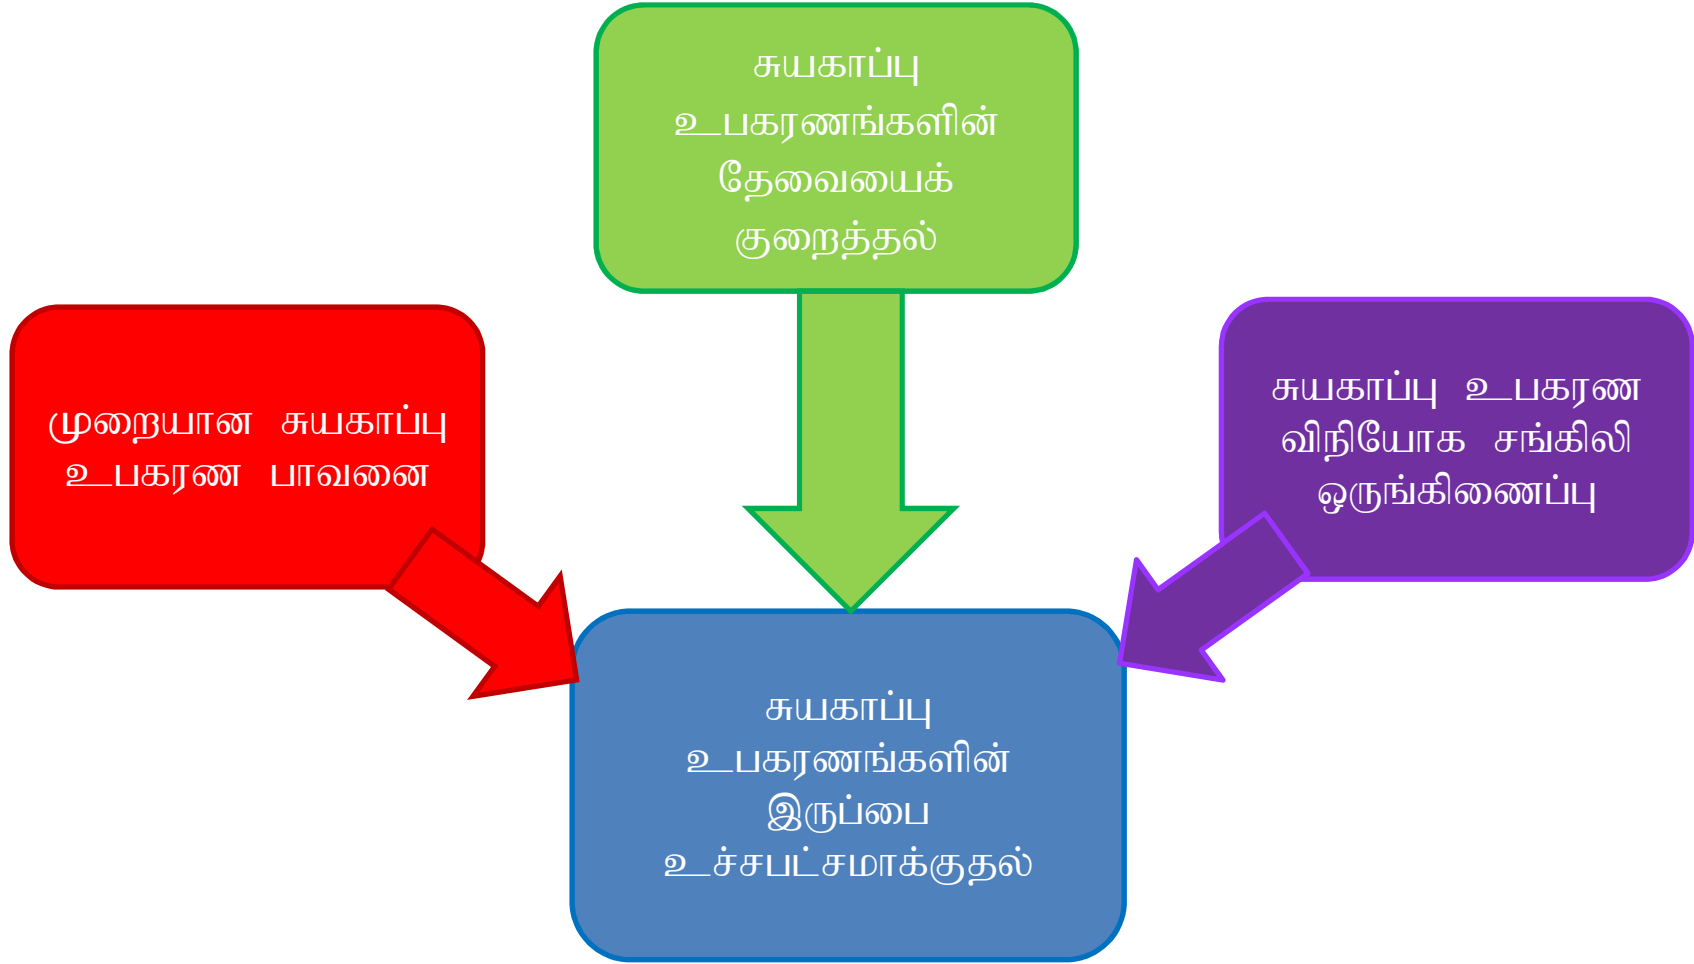 சுயகாப்பு
உபகரணங்களின்
தேவையைக்
குறைத்தல்
முறையான சுயகாப்பு
உபகரண பாவனை
சுயகாப்பு உபகரண
விநியோக சங்கிலி
ஒருங்கிணைப்பு
சுயகாப்பு
உபகரணங்களின்
இருப்பை
உச்சபட்சமாக்குதல்